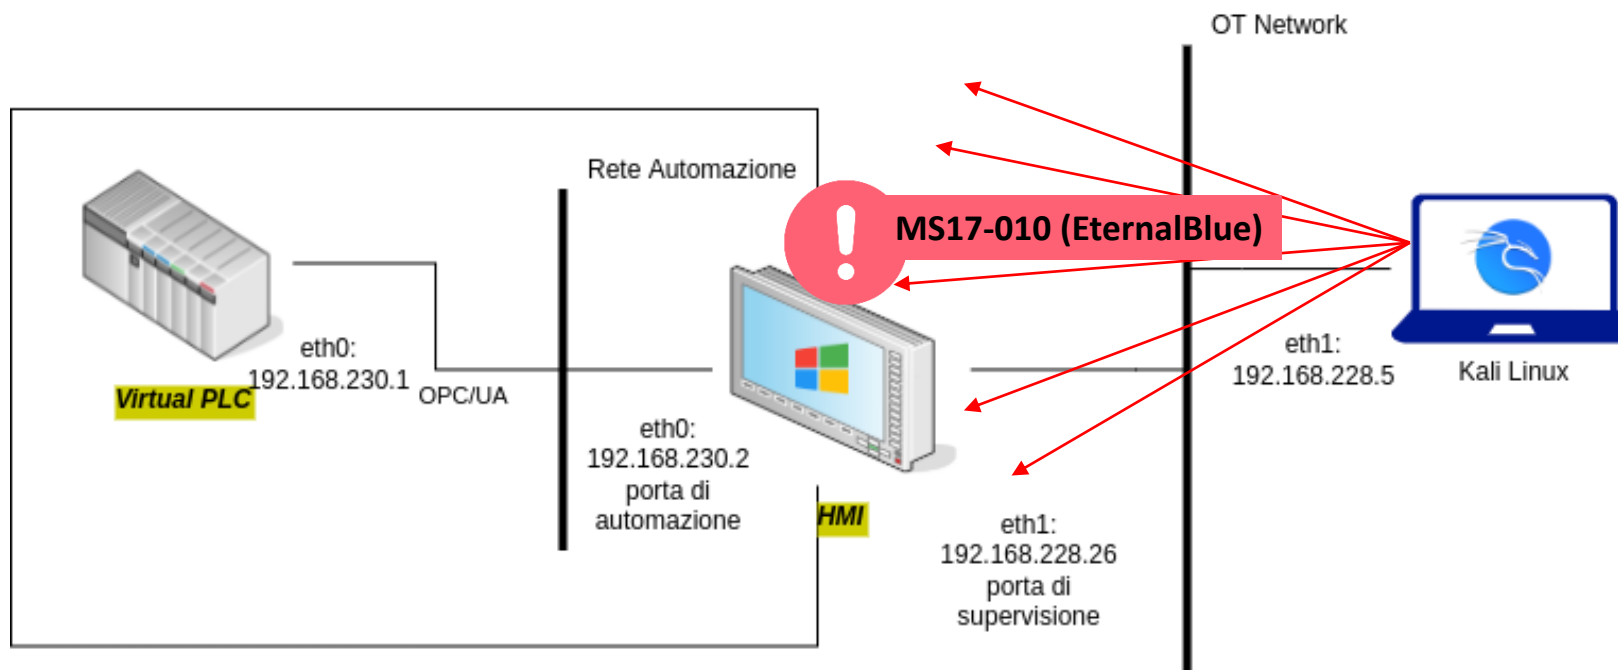 OT Network
Rete Automazione
MS17-010 (EternalBlue)
eth0:
192.168.230.1
Virtual PLC
OPC/UA
eth0:
192.168.230.2
porta di
automazione
HMI
eth1:
192.168.228.26
porta di
supervisione
eth1:
192.168.228.5
Kali Linux